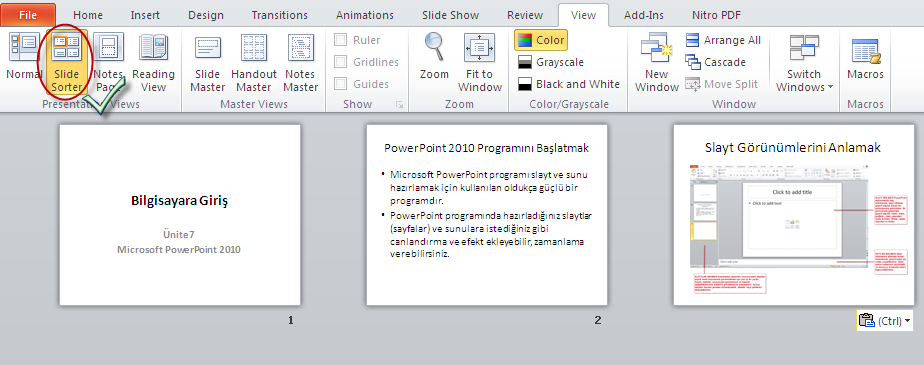 File Home Insert Design Transitions Animations Slide Show Review View Add-Ins Nitro PDF
Normal Slide Sorter Notes Page Reading View
Presentation Views
Slide Master Handout Master Notes Master
Master Views
Ruler
Gridlines
Guides
Show
Zoom Fit to Window
Zoom
Color
Grayscale
Black and White
Color/Grayscale
New Window
Arrange All
Cascade
Move Split
Switch Windows
Window
Macros
Macros
Bilgisayara Giriş
Ünite7
Microsoft PowerPoint 2010
1
PowerPoint 2010 Programını Başlatmak
• Microsoft PowerPoint programı slayt ve sunu
hazırlamak için kullanılan oldukça güçlü bir
programdır.
• PowerPoint programında hazırladığınız slaytlar
(sayfalar) ve sunulara istediğiniz gibi
canlandırma ve efekt ekleyebilir, zamanlama
verebilirsiniz.
2
Slayt Görünümlerini Anlamak
Click to add title
• Click to add text
(Ctrl)